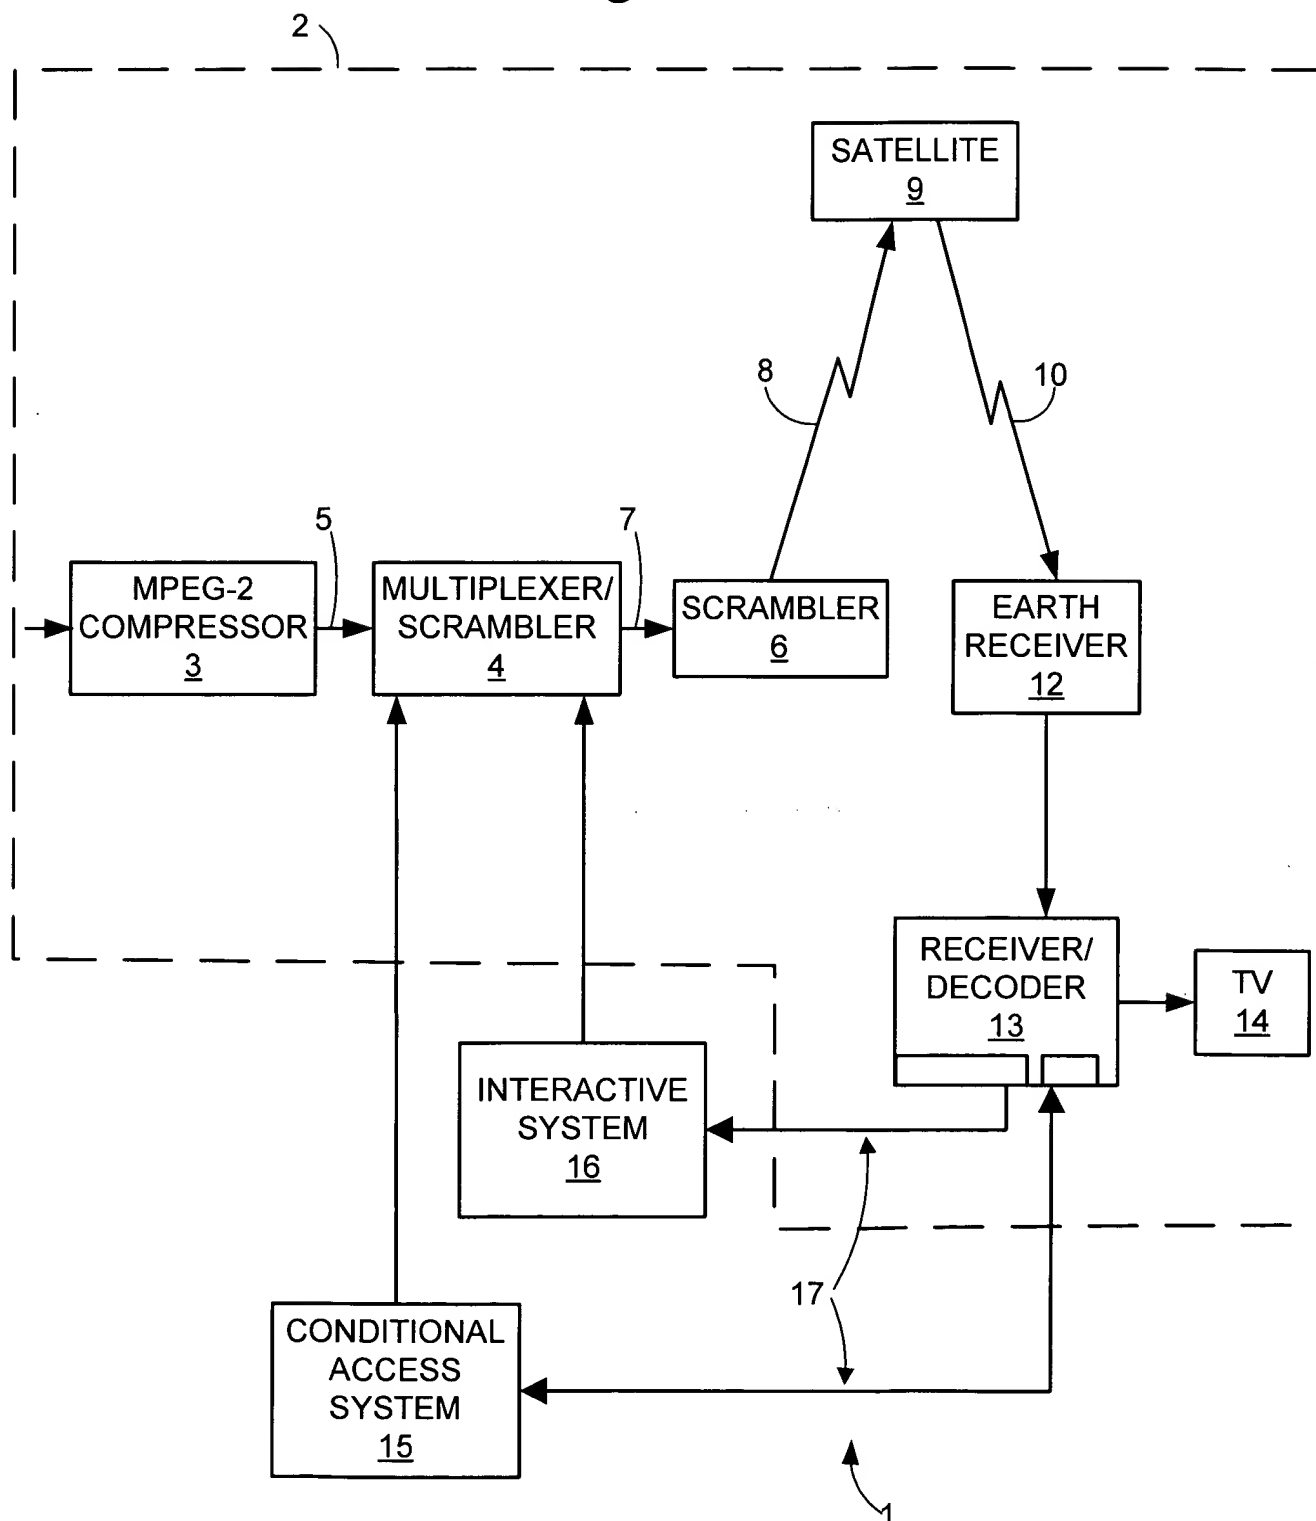 2
SATELLITE
9
8
10
5
7
MPEG-2
COMPRESSOR
3
MULTIPLEXER/
SCRAMBLER
4
SCRAMBLER
6
EARTH
RECEIVER
12
RECEIVER/
DECODER
13
TV
14
INTERACTIVE
SYSTEM
16
17
CONDITIONAL
ACCESS
SYSTEM
15
1